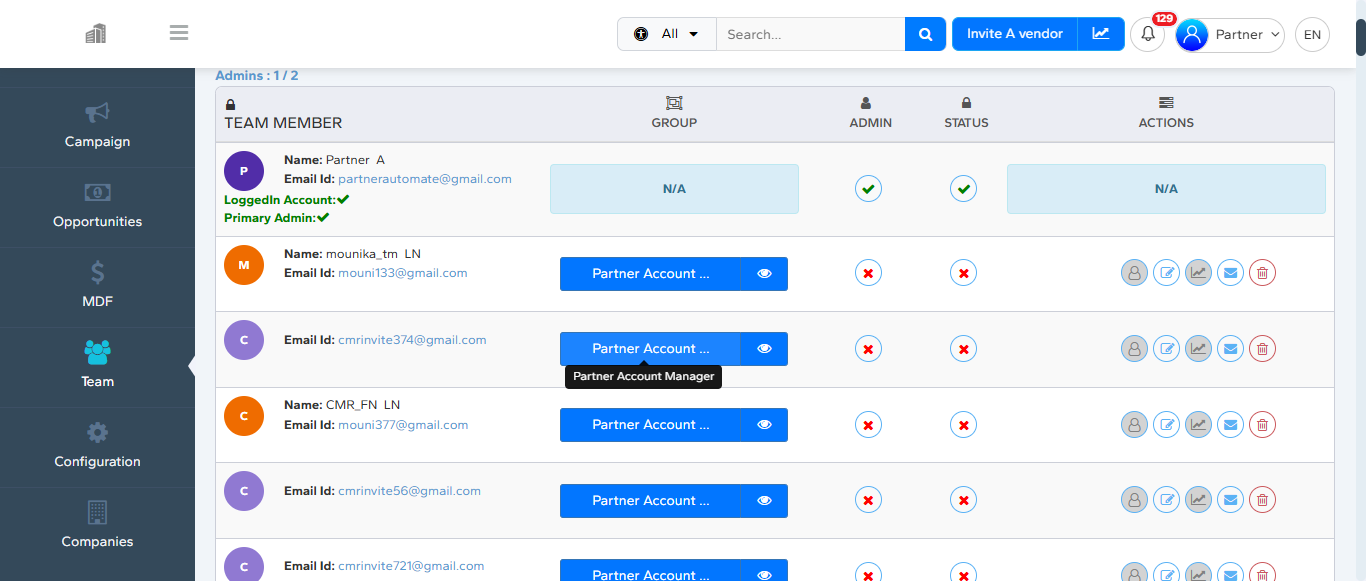 All
Search...
Invite A vendor
129
Partner
EN
Campaign
Opportunities
MDF
Team
Configuration
Companies
Admins : 1 / 2
TEAM MEMBER
GROUP
ADMIN
STATUS
ACTIONS
P
Name: Partner A
Email Id: partnerautomate@gmail.com
LoggedIn Account:
Primary Admin:
N/A
N/A
M
Name: mounika_tm LN
Email Id: mouni133@gmail.com
Partner Account ...
C
Email Id: cmrinvite374@gmail.com
Partner Account ...
Partner Account Manager
C
Name: CMR_FN LN
Email Id: mouni377@gmail.com
Partner Account ...
C
Email Id: cmrinvite56@gmail.com
Partner Account ...
C
Email Id: cmrinvite721@gmail.com
Partner Account ...